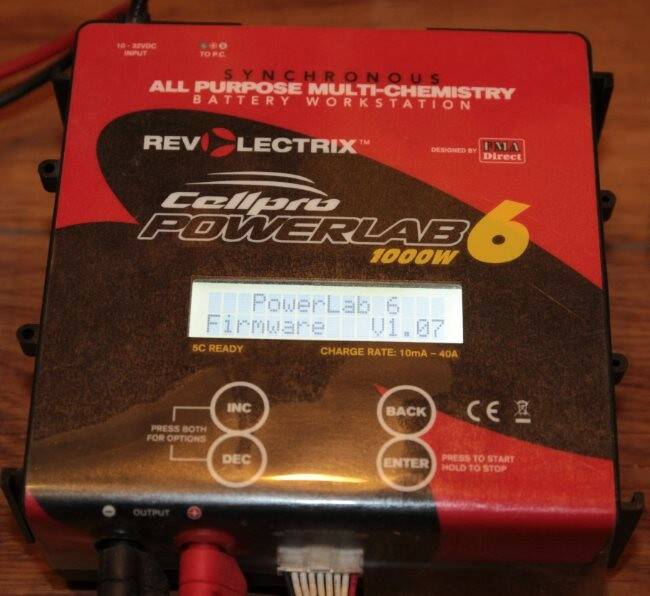 10 - 32VDC
INPUT
TO P.C.
SYNCHRONOUS
ALL PURPOSE MULTI-CHEMISTRY
BATTERY WORKSTATION
REVOLECTRIX™
DESIGNED BY FMA Direct
Cellpro
POWERLAB 6
1000W
PowerLab 6
Firmware V1.07
5C READY
CHARGE RATE: 10mA - 40A
INC
BACK
PRESS BOTH
FOR OPTIONS
DEC
ENTER
PRESS TO START
HOLD TO STOP
CE
- OUTPUT +